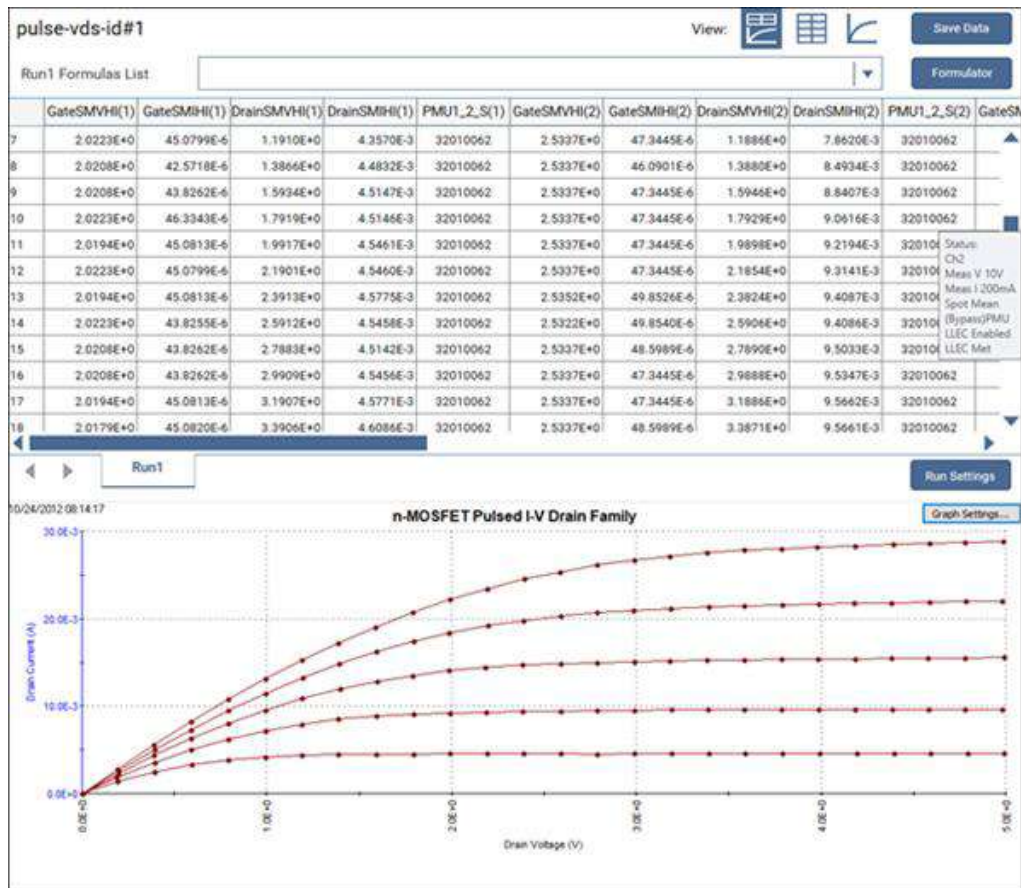 pulse-vds-id#1
View:
Save Data
Run1 Formulas List
Formulator
GateSMVHI(1) GateSMIHI(1) DrainSMVHI(1) DrainSMIHI(1) PMU1_2_S(1) GateSMVHI(2) GateSMIHI(2) DrainSMVHI(2) DrainSMIHI(2) PMU1_2_S(2) GateSM
7 2.0223E+0 45.0799E-6 1.1910E+0 4.3570E-3 32010062 2.5337E+0 47.3445E-6 1.1886E+0 7.8620E-3 32010062
8 2.0208E+0 42.5718E-6 1.3866E+0 4.4832E-3 32010062 2.5337E+0 46.0901E-6 1.3880E+0 8.4934E-3 32010062
9 2.0208E+0 43.8262E-6 1.5934E+0 4.5147E-3 32010062 2.5337E+0 47.3445E-6 1.5946E+0 8.8407E-3 32010062
10 2.0223E+0 46.3343E-6 1.7919E+0 4.5146E-3 32010062 2.5337E+0 47.3445E-6 1.7929E+0 9.0616E-3 32010062
11 2.0194E+0 45.0813E-6 1.9917E+0 4.5461E-3 32010062 2.5337E+0 47.3445E-6 1.9898E+0 9.2194E-3 32010
12 2.0223E+0 45.0799E-6 2.1901E+0 4.5460E-3 32010062 2.5337E+0 47.3445E-6 2.1854E+0 9.3141E-3 32010
13 2.0194E+0 45.0813E-6 2.3913E+0 4.5775E-3 32010062 2.5352E+0 49.8526E-6 2.3824E+0 9.4087E-3 32010
14 2.0223E+0 43.8255E-6 2.5912E+0 4.5458E-3 32010062 2.5322E+0 49.8540E-6 2.5906E+0 9.4086E-3 32010
15 2.0208E+0 43.8262E-6 2.7883E+0 4.5142E-3 32010062 2.5337E+0 48.5989E-6 2.7890E+0 9.5033E-3 32010
16 2.0208E+0 43.8262E-6 2.9909E+0 4.5456E-3 32010062 2.5337E+0 47.3445E-6 2.9888E+0 9.5347E-3 32010062
17 2.0194E+0 45.0813E-6 3.1907E+0 4.5771E-3 32010062 2.5337E+0 47.3445E-6 3.1886E+0 9.5662E-3 32010062
18 2.0179E+0 45.0820E-6 3.3906E+0 4.6086E-3 32010062 2.5337E+0 48.5989E-6 3.3871E+0 9.5661E-3 32010062
Status:
Ch2
Meas V 10V
Meas I 200mA
Spot Mean
(Bypass)PMU
LLEC Enabled
LLEC Met
Run1
Run Settings
10/24/2012 08:14:17
n-MOSFET Pulsed I-V Drain Family
Graph Settings...
30.0E-3
20.0E-3
10.0E-3
0.0E+0
Drain Current (A)
0.0E+0 1.0E+0 2.0E+0 3.0E+0 4.0E+0 5.0E+0
Drain Voltage (V)